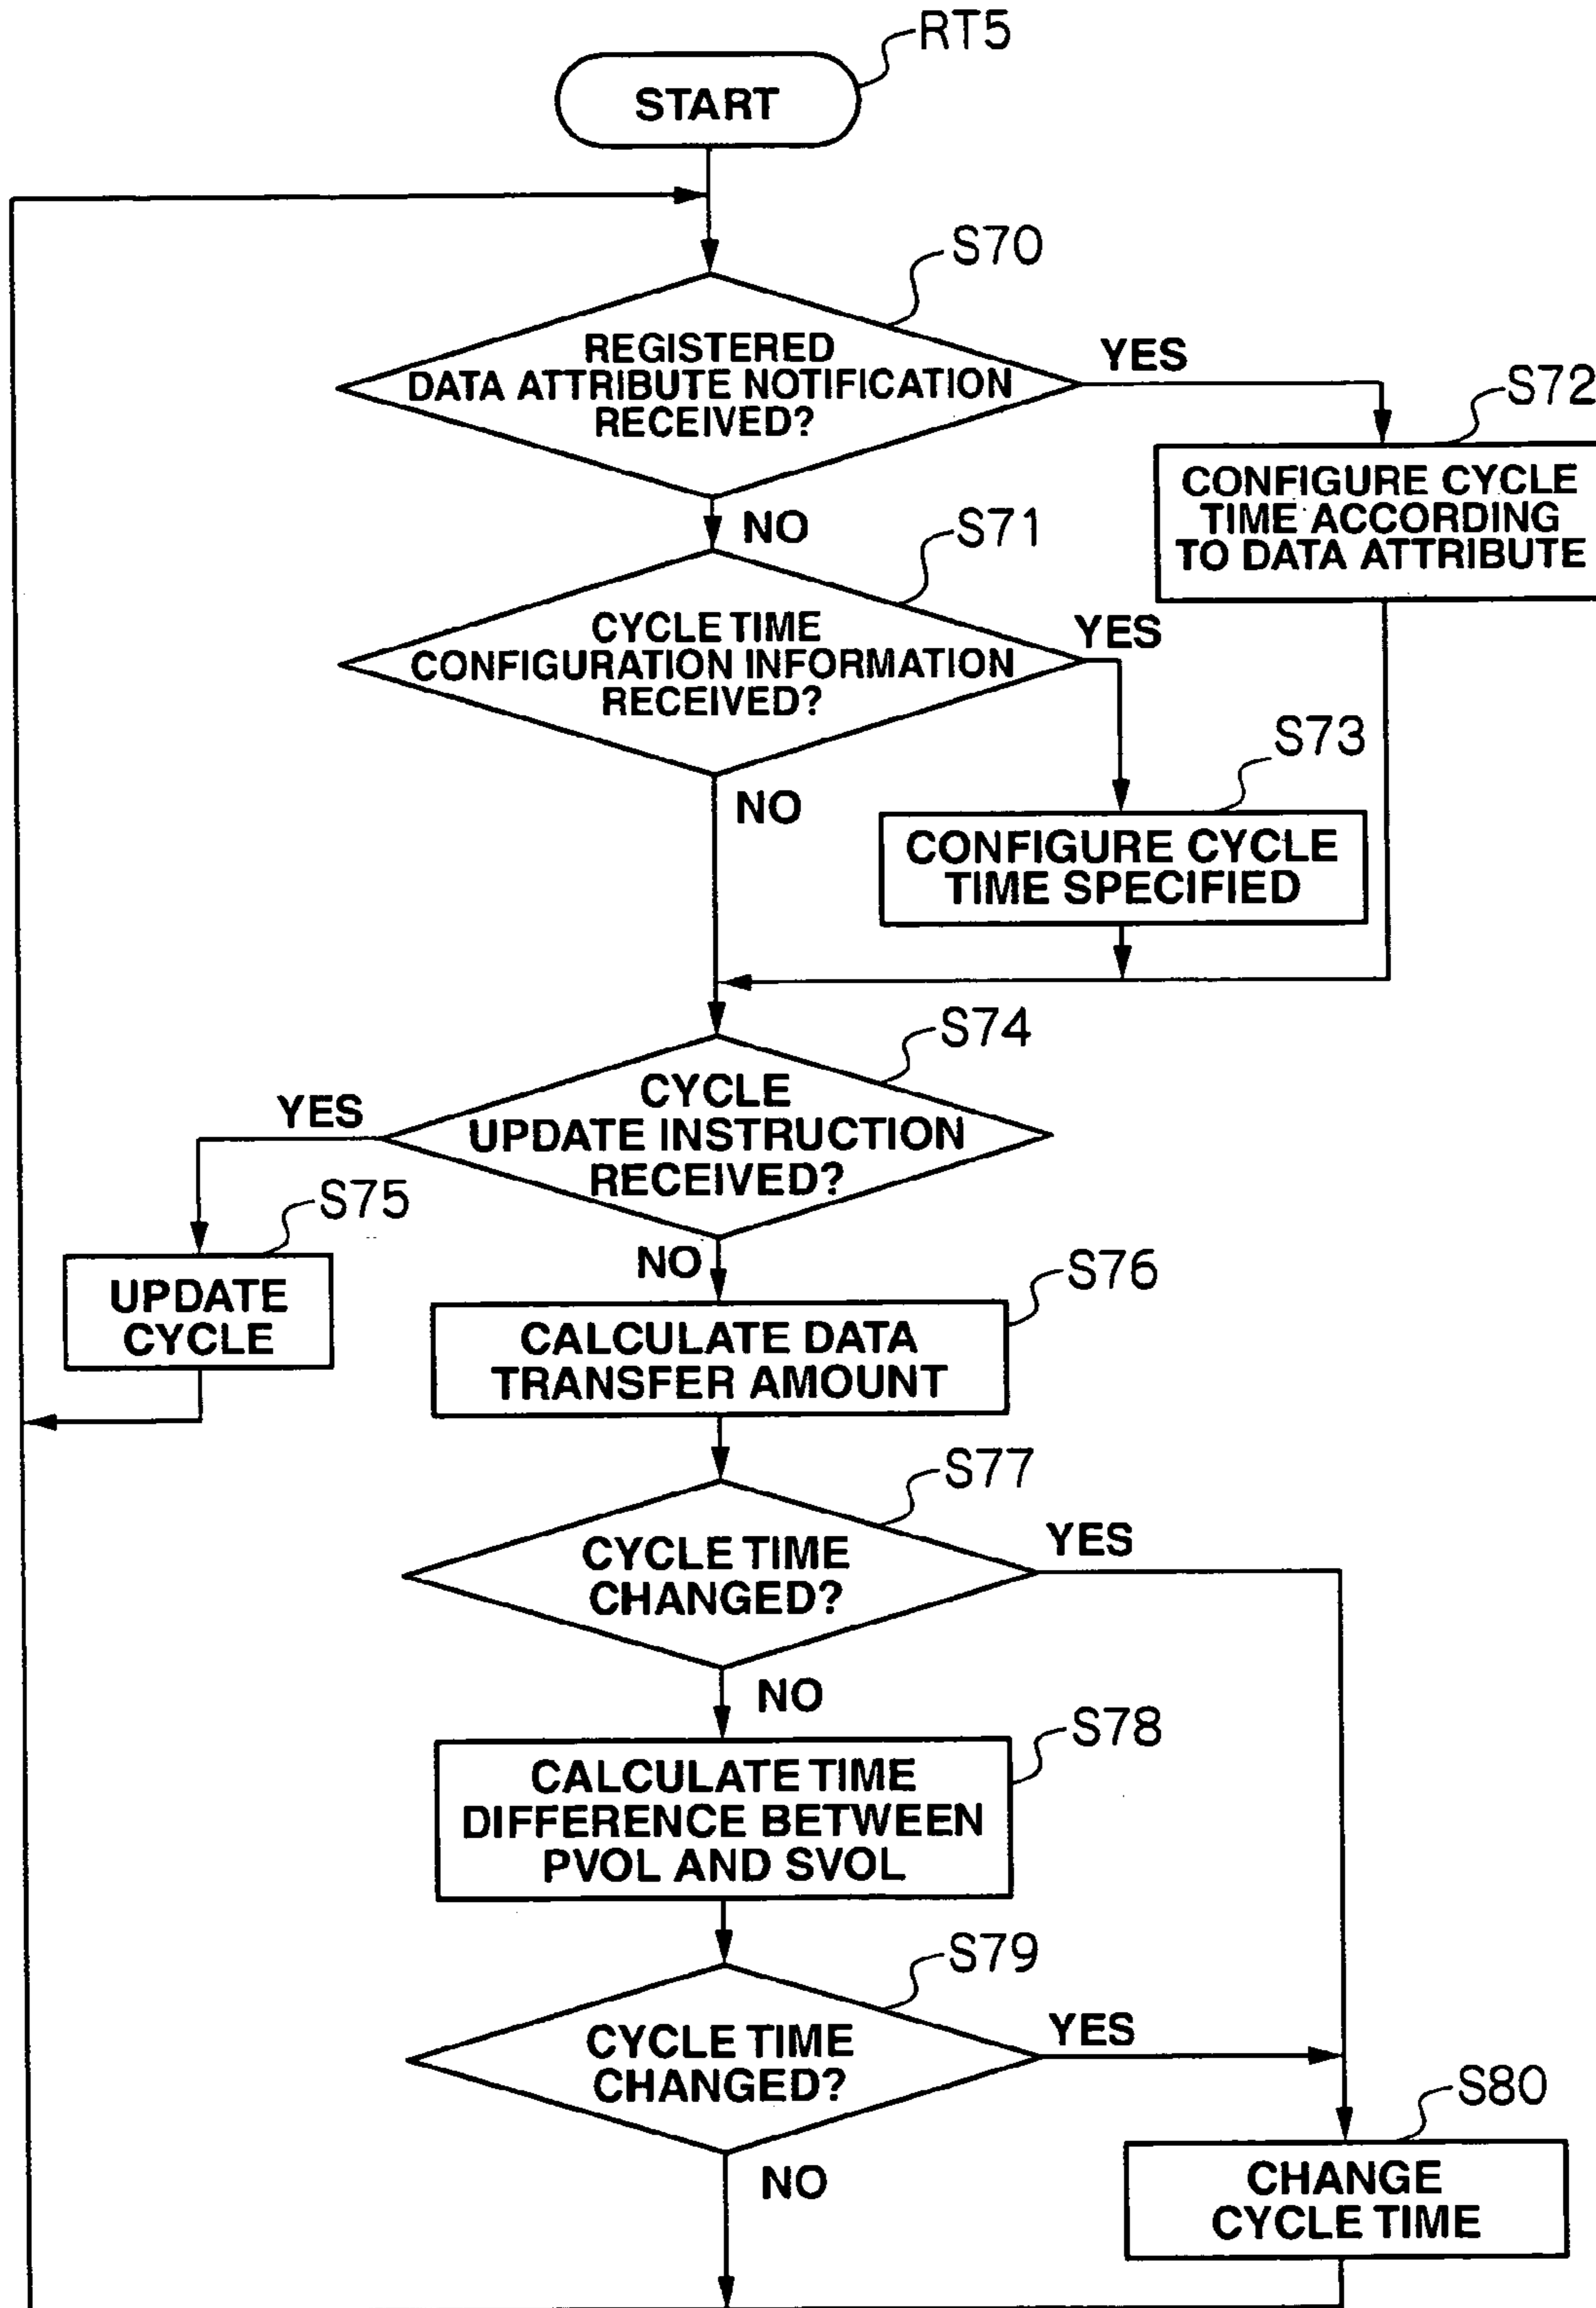 RT5
START
S70
REGISTERED
DATA ATTRIBUTE NOTIFICATION
RECEIVED?
YES
S72
CONFIGURE CYCLE
TIME ACCORDING
TO DATA ATTRIBUTE
NO
S71
CYCLE TIME
CONFIGURATION INFORMATION
RECEIVED?
YES
S73
CONFIGURE CYCLE
TIME SPECIFIED
NO
S74
CYCLE
UPDATE INSTRUCTION
RECEIVED?
YES
S75
UPDATE
CYCLE
NO
S76
CALCULATE DATA
TRANSFER AMOUNT
S77
CYCLE TIME
CHANGED?
YES
NO
S78
CALCULATE TIME
DIFFERENCE BETWEEN
PVOL AND SVOL
S79
CYCLE TIME
CHANGED?
YES
S80
NO
CHANGE
CYCLE TIME